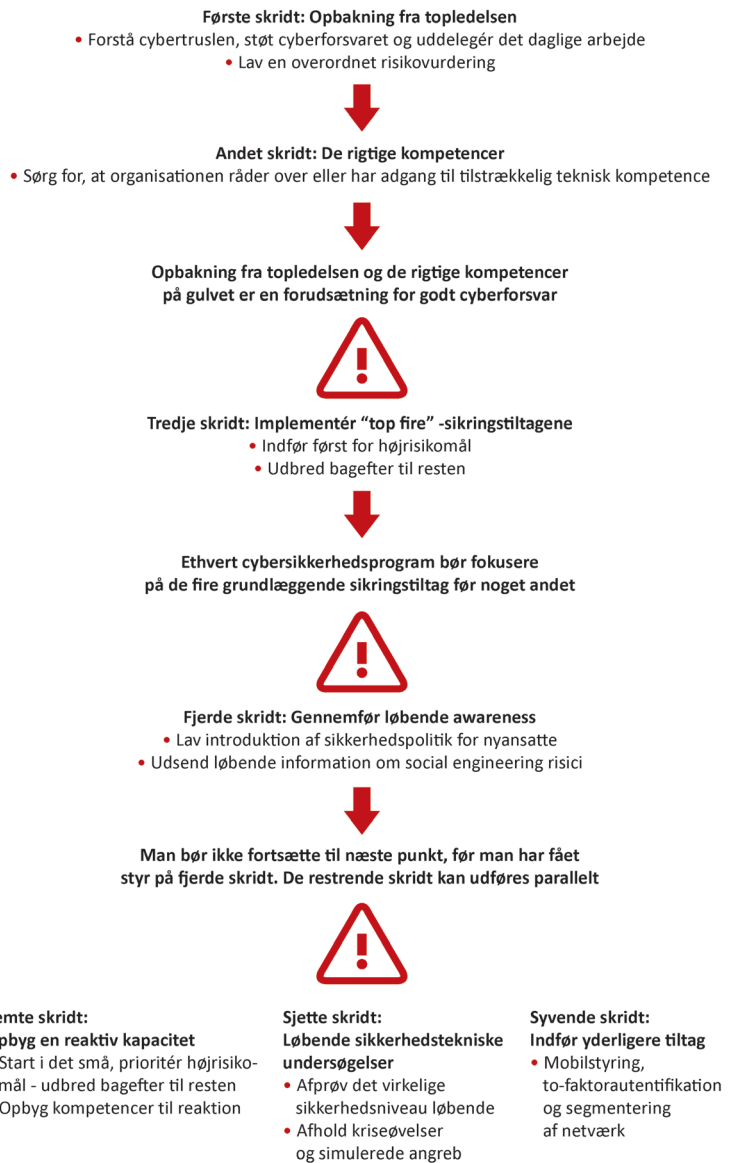 Første skridt: Opbakning fra topledelsen
• Forstå cybertruslen, støt cyberforsvaret og uddelegér det daglige arbejde
• Lav en overordnet risikovurdering
Andet skridt: De rigtige kompetencer
• Sørg for, at organisationen råder over eller har adgang til tilstrækkelig teknisk kompetence
Opbakning fra topledelsen og de rigtige kompetencer
på gulvet er en forudsætning for godt cyberforsvar
Tredje skridt: Implementér “top fire” -sikringstiltagene
• Indfør først for højrisikomål
• Udbred bagefter til resten
Ethvert cybersikkerhedsprogram bør fokusere
på de fire grundlæggende sikringstiltag før noget andet
Fjerde skridt: Gennemfør løbende awareness
• Lav introduktion af sikkerhedspolitik for nyansatte
• Udsend løbende information om social engineering risici
Man bør ikke fortsætte til næste punkt, før man har fået
styr på fjerde skridt. De restrende skridt kan udføres parallelt
emte skridt:
pbyg en reaktiv kapacitet
Start i det små, prioritér højrisiko-
mål - udbred bagefter til resten
Opbyg kompetencer til reaktion
Sjette skridt:
Løbende sikkerhedstekniske
undersøgelser
• Afprøv det virkelige
sikkerhedsniveau løbende
• Afhold kriseøvelser
og simulerede angreb
Syvende skridt:
Indfør yderligere tiltag
• Mobilstyring,
to-faktorautentifikation
og segmentering
af netværk